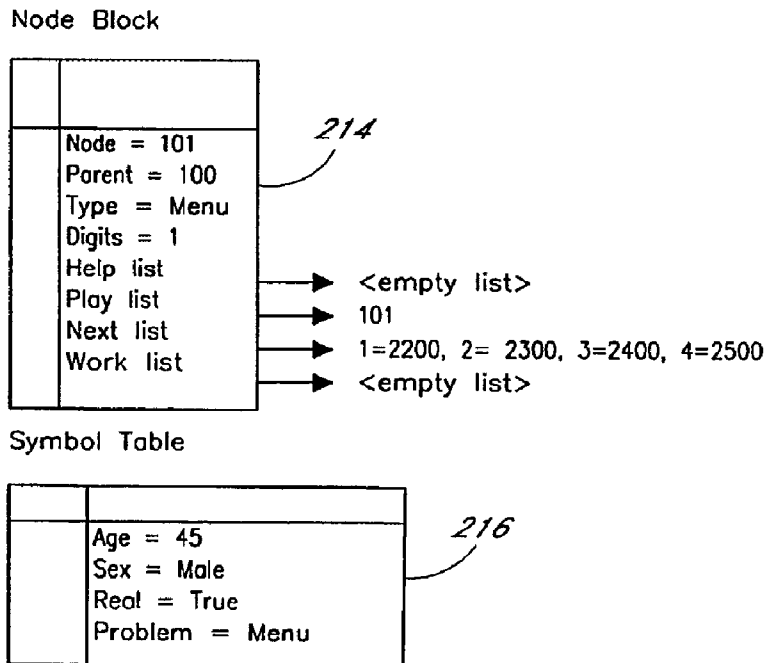 Node Block
214
Node = 101
Parent = 100
Type = Menu
Digits = 1
Help list
<empty list>
Play list
101
Next list
1=2200, 2= 2300, 3=2400, 4=2500
Work list
<empty list>
Symbol Table
216
Age = 45
Sex = Male
Real = True
Problem = Menu